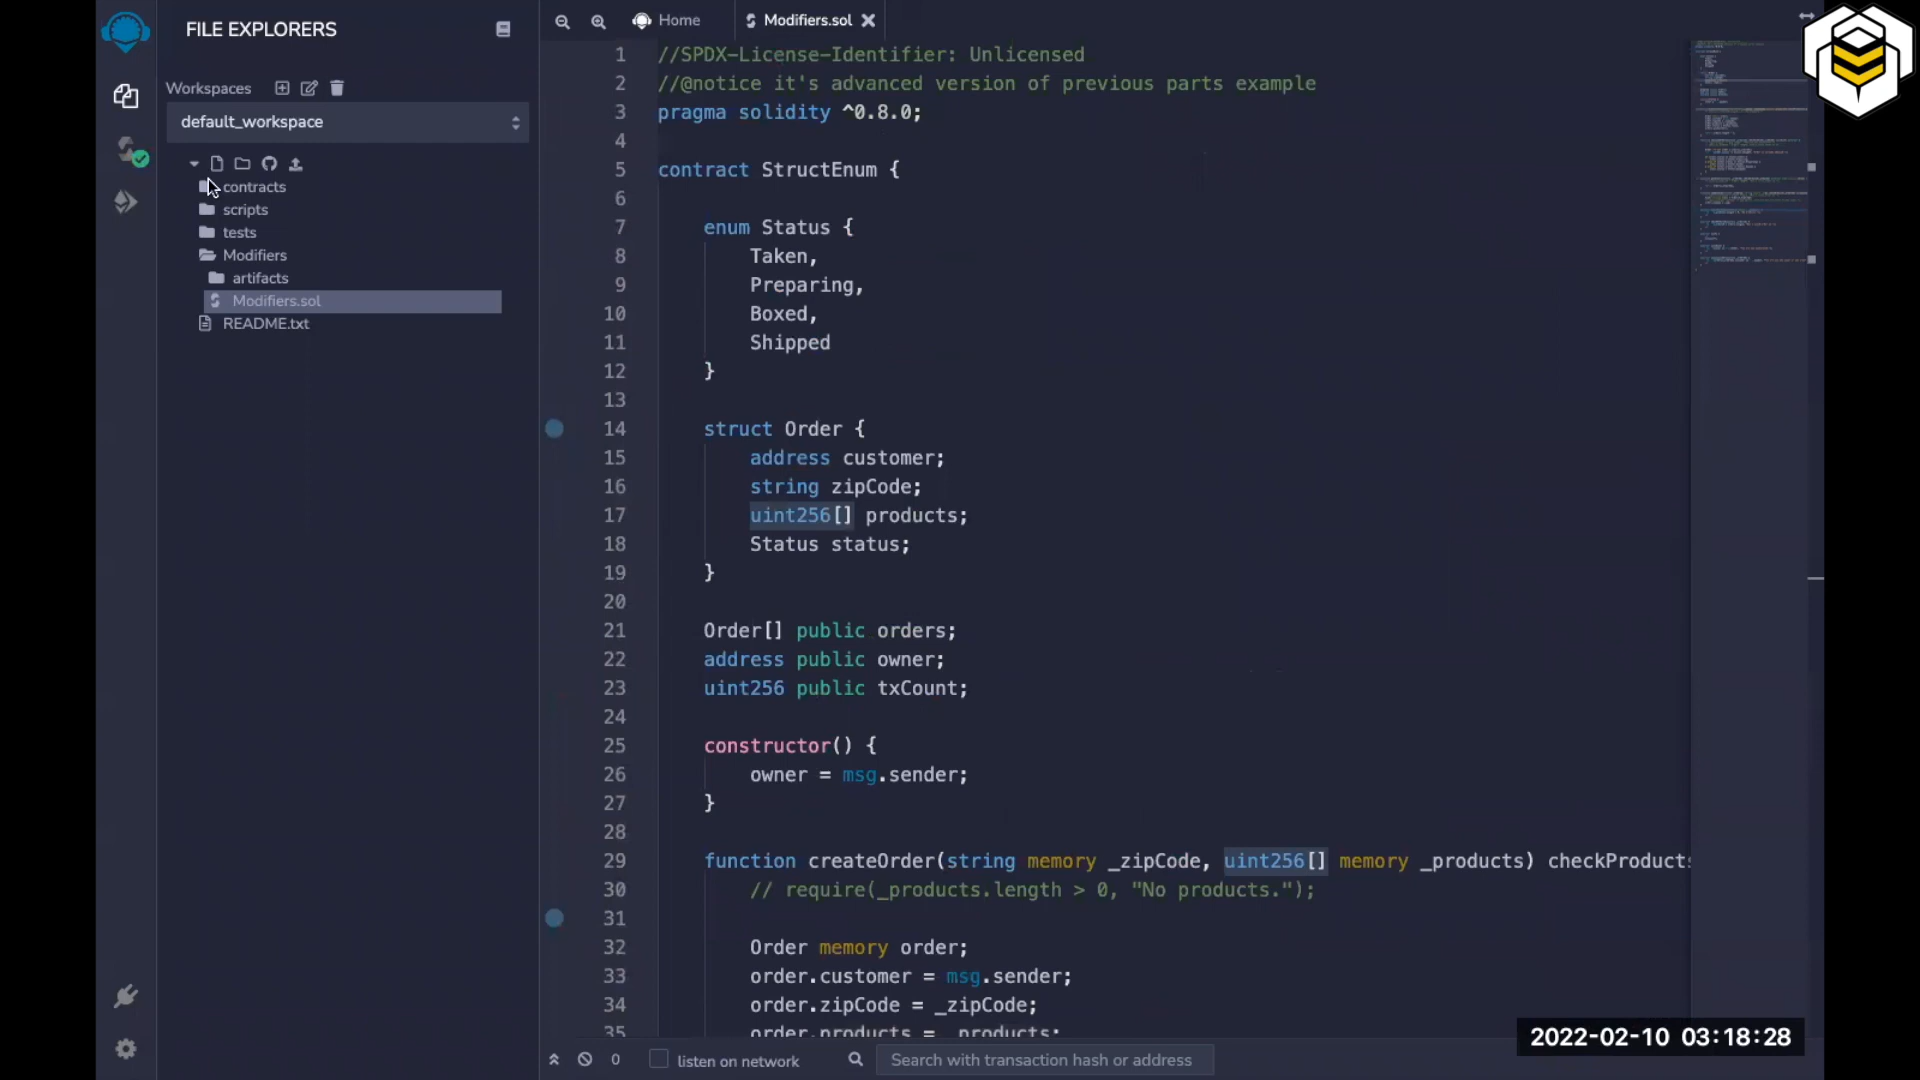 FILE EXPLORERS
Workspaces
default_workspace
contracts
scripts
tests
Modifiers
artifacts
Modifiers.sol
README.txt
Home
Modifiers.sol
1 //SPDX-License-Identifier: Unlicensed
2 //@notice it's advanced version of previous parts example
3 pragma solidity ^0.8.0;
4
5 contract StructEnum {
6
7 enum Status {
8 Taken,
9 Preparing,
10 Boxed,
11 Shipped
12 }
13
14 struct Order {
15 address customer;
16 string zipCode;
17 uint256[] products;
18 Status status;
19 }
20
21 Order[] public orders;
22 address public owner;
23 uint256 public txCount;
24
25 constructor() {
26 owner = msg.sender;
27 }
28
29 function createOrder(string memory _zipCode, uint256[] memory _products) checkProducts
30 // require(_products.length > 0, "No products.");
31
32 Order memory order;
33 order.customer = msg.sender;
34 order.zipCode = _zipCode;
35 order.products = _products;
0
listen on network
Search with transaction hash or address
2022-02-10 03:18:28